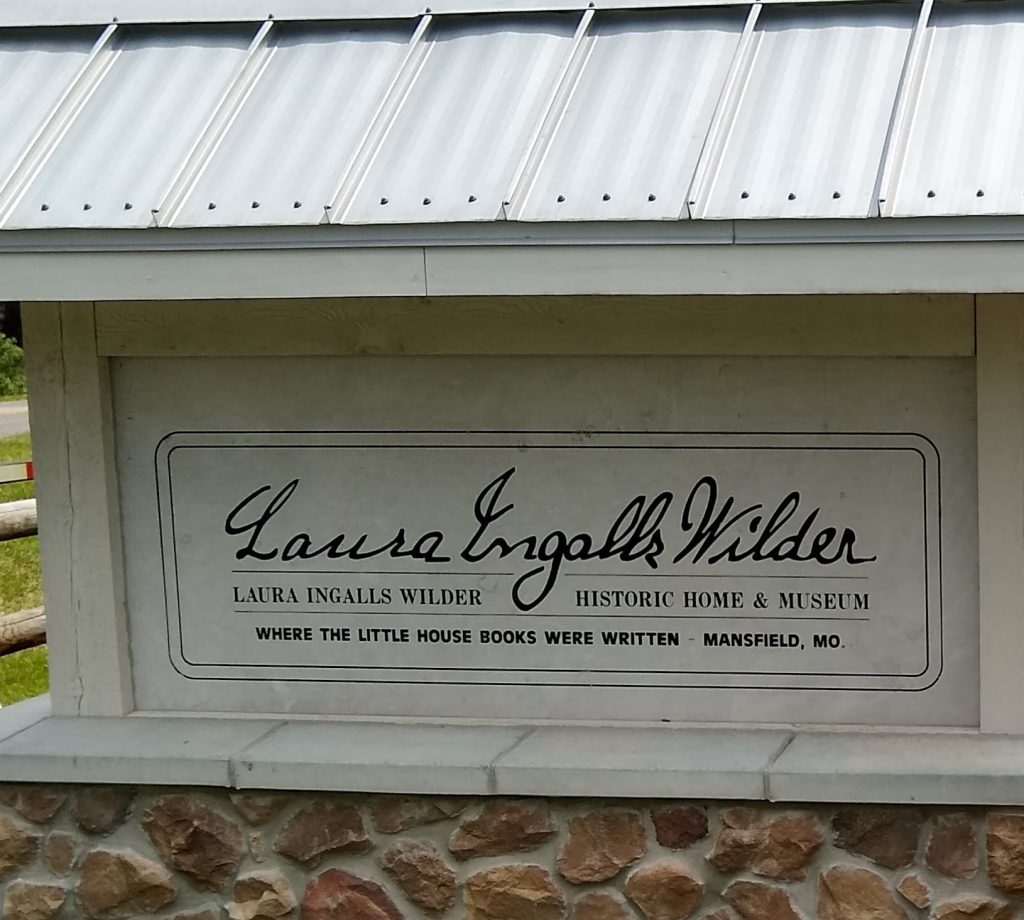 Laura Ingalls Wilder
LAURA INGALLS WILDER HISTORIC HOME & MUSEUM
WHERE THE LITTLE HOUSE BOOKS WERE WRITTEN - MANSFIELD, MO.